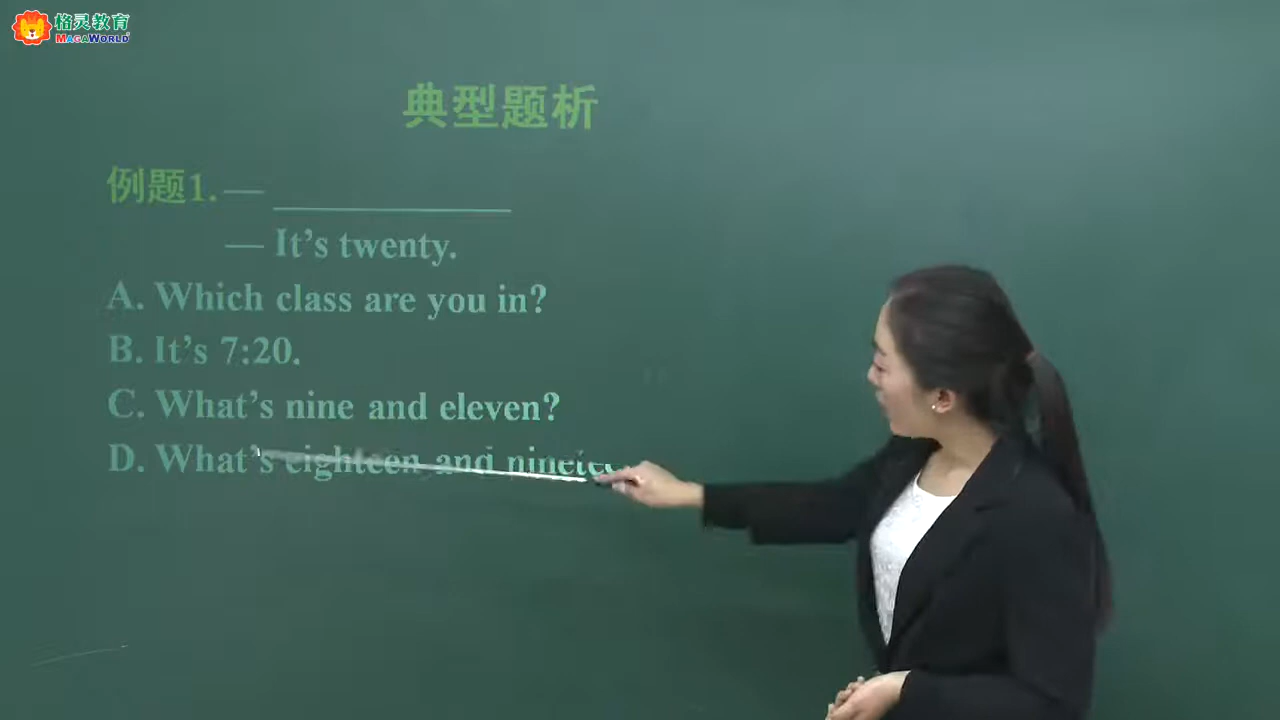 格灵教育
MAGAWORLD
典型题析
例题1. — ____________
— It's twenty.
A. Which class are you in?
B. It's 7:20.
C. What's nine and eleven?
D. What's eighteen and